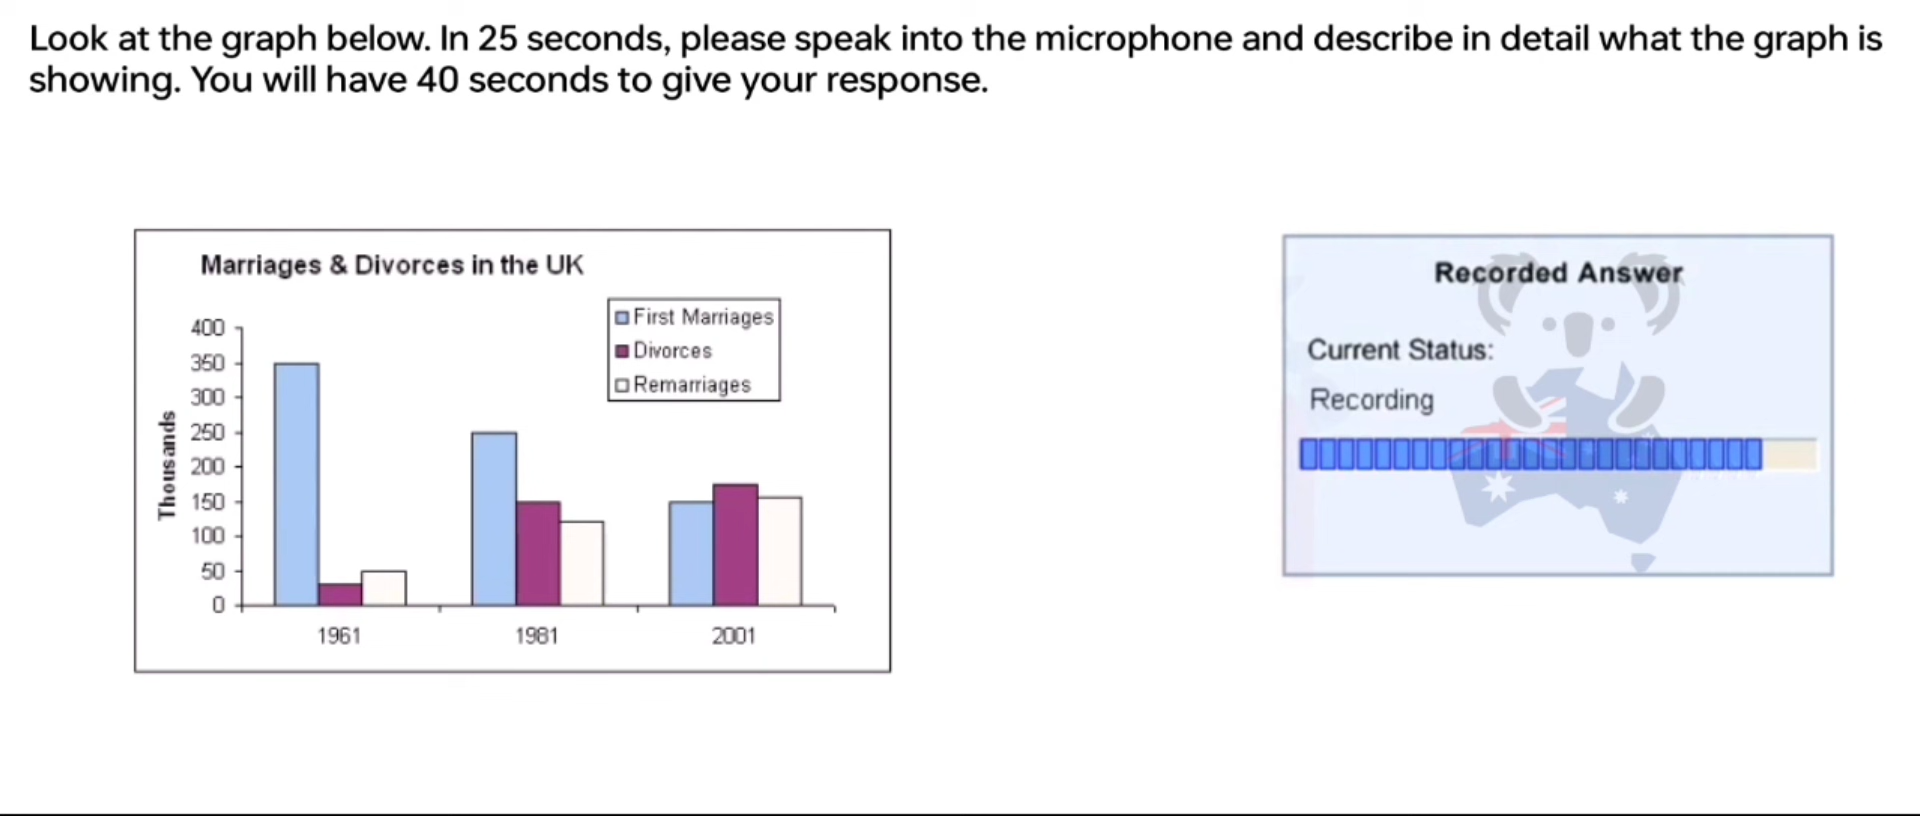 Look at the graph below. In 25 seconds, please speak into the microphone and describe in detail what the graph is
showing. You will have 40 seconds to give your response.
Marriages & Divorces in the UK
First Marriages
Divorces
Remarriages
Thousands
400
350
300
250
200
150
100
50
0
1961
1981
2001
Recorded Answer
Current Status:
Recording